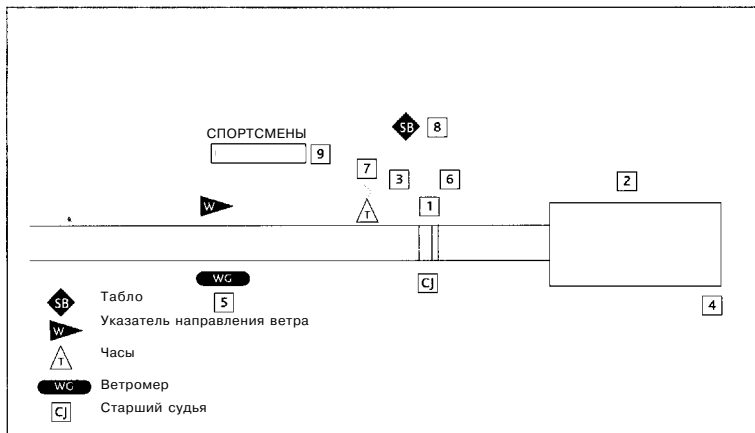 SB 8
СПОРТСМЕНЫ
9
7
3 6 2
W T 1
WG CJ
5 4
SB Табло
W Указатель направления ветра
T Часы
WG Ветромер
CJ Старший судья